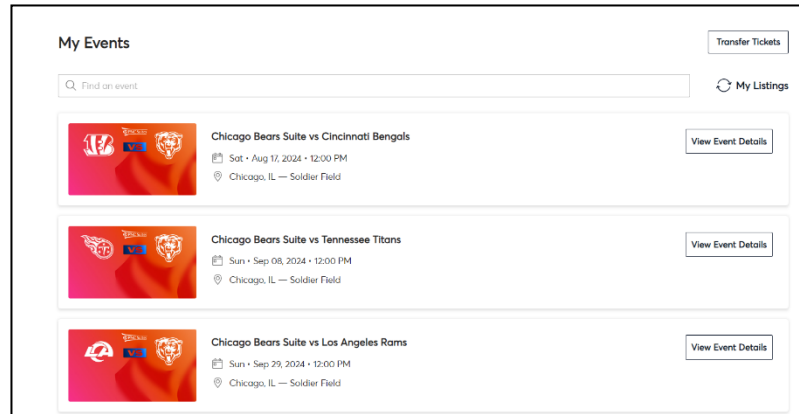 My Events
Transfer Tickets
Find an event
My Listings
Chicago Bears Suite vs Cincinnati Bengals
View Event Details
Sat • Aug 17, 2024 • 12:00 PM
Chicago, IL — Soldier Field
VS
Chicago Bears Suite vs Tennessee Titans
View Event Details
Sun • Sep 08, 2024 • 12:00 PM
Chicago, IL — Soldier Field
VS
Chicago Bears Suite vs Los Angeles Rams
View Event Details
Sun • Sep 29, 2024 • 12:00 PM
Chicago, IL — Soldier Field
VS